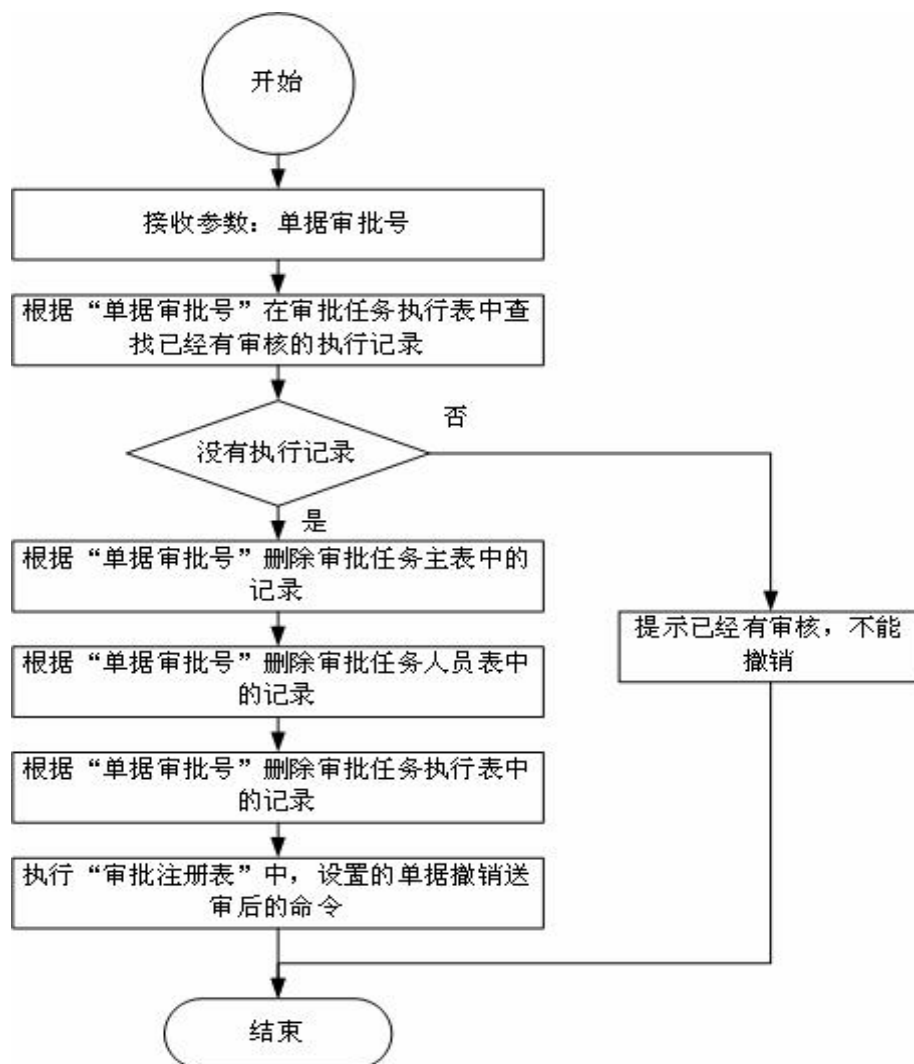 开始
接收参数：单据审批号
根据“单据审批号”在审批任务执行表中查
找已经有审核的执行记录
没有执行记录
否
是
根据“单据审批号”删除审批任务主表中的
记录
根据“单据审批号”删除审批任务人员表中
的记录
根据“单据审批号”删除审批任务执行表中
的记录
执行“审批注册表”中，设置的单据撤销送
审后的命令
提示已经有审核，不能
撤销
结束